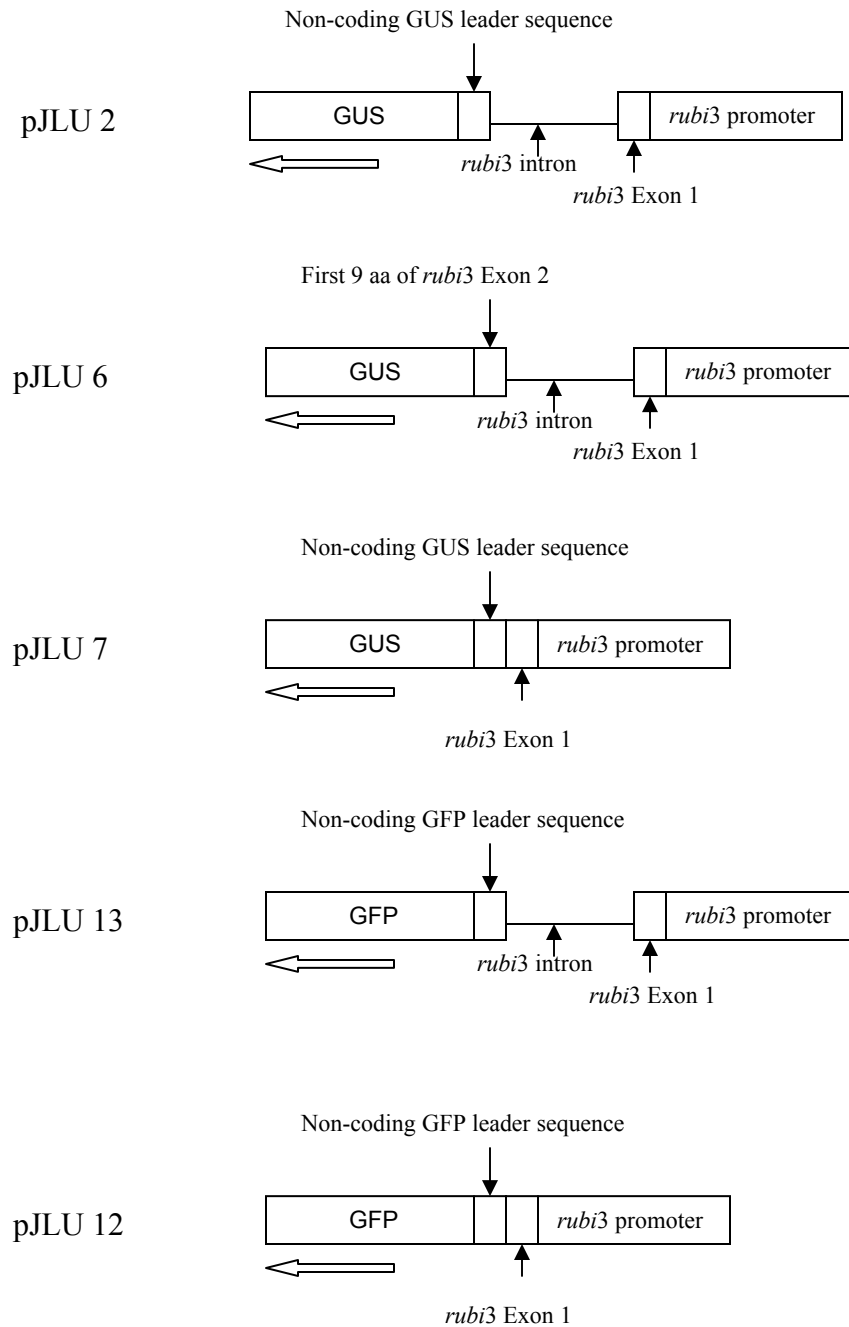 Non-coding GUS leader sequence
pJLU 2
GUS
rubi3 promoter
rubi3 intron
rubi3 Exon 1
First 9 aa of rubi3 Exon 2
pJLU 6
GUS
rubi3 promoter
rubi3 intron
rubi3 Exon 1
Non-coding GUS leader sequence
pJLU 7
GUS
rubi3 promoter
rubi3 Exon 1
Non-coding GFP leader sequence
pJLU 13
GFP
rubi3 promoter
rubi3 intron
rubi3 Exon 1
Non-coding GFP leader sequence
pJLU 12
GFP
rubi3 promoter
rubi3 Exon 1